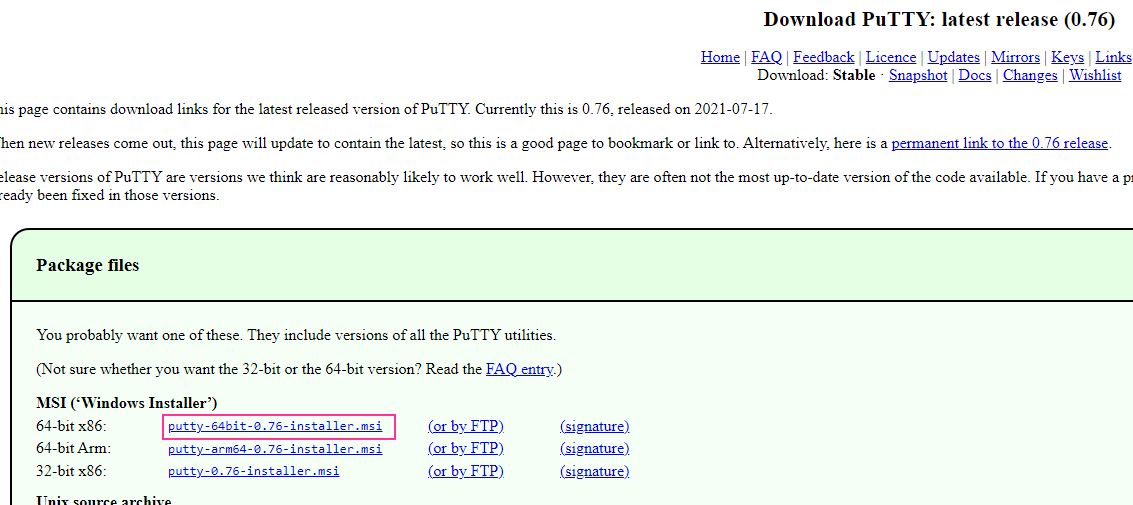 Download PuTTY: latest release (0.76)
Home | FAQ | Feedback | Licence | Updates | Mirrors | Keys | Links
Download: Stable · Snapshot | Docs | Changes | Wishlist
his page contains download links for the latest released version of PuTTY. Currently this is 0.76, released on 2021-07-17.
hen new releases come out, this page will update to contain the latest, so this is a good page to bookmark or link to. Alternatively, here is a permanent link to the 0.76 release.
elease versions of PuTTY are versions we think are reasonably likely to work well. However, they are often not the most up-to-date version of the code available. If you have a pr
ready been fixed in those versions.
Package files
You probably want one of these. They include versions of all the PuTTY utilities.
(Not sure whether you want the 32-bit or the 64-bit version? Read the FAQ entry.)
MSI (‘Windows Installer’)
64-bit x86: putty-64bit-0.76-installer.msi (or by FTP) (signature)
64-bit Arm: putty-arm64-0.76-installer.msi (or by FTP) (signature)
32-bit x86: putty-0.76-installer.msi (or by FTP) (signature)
Unix source archive